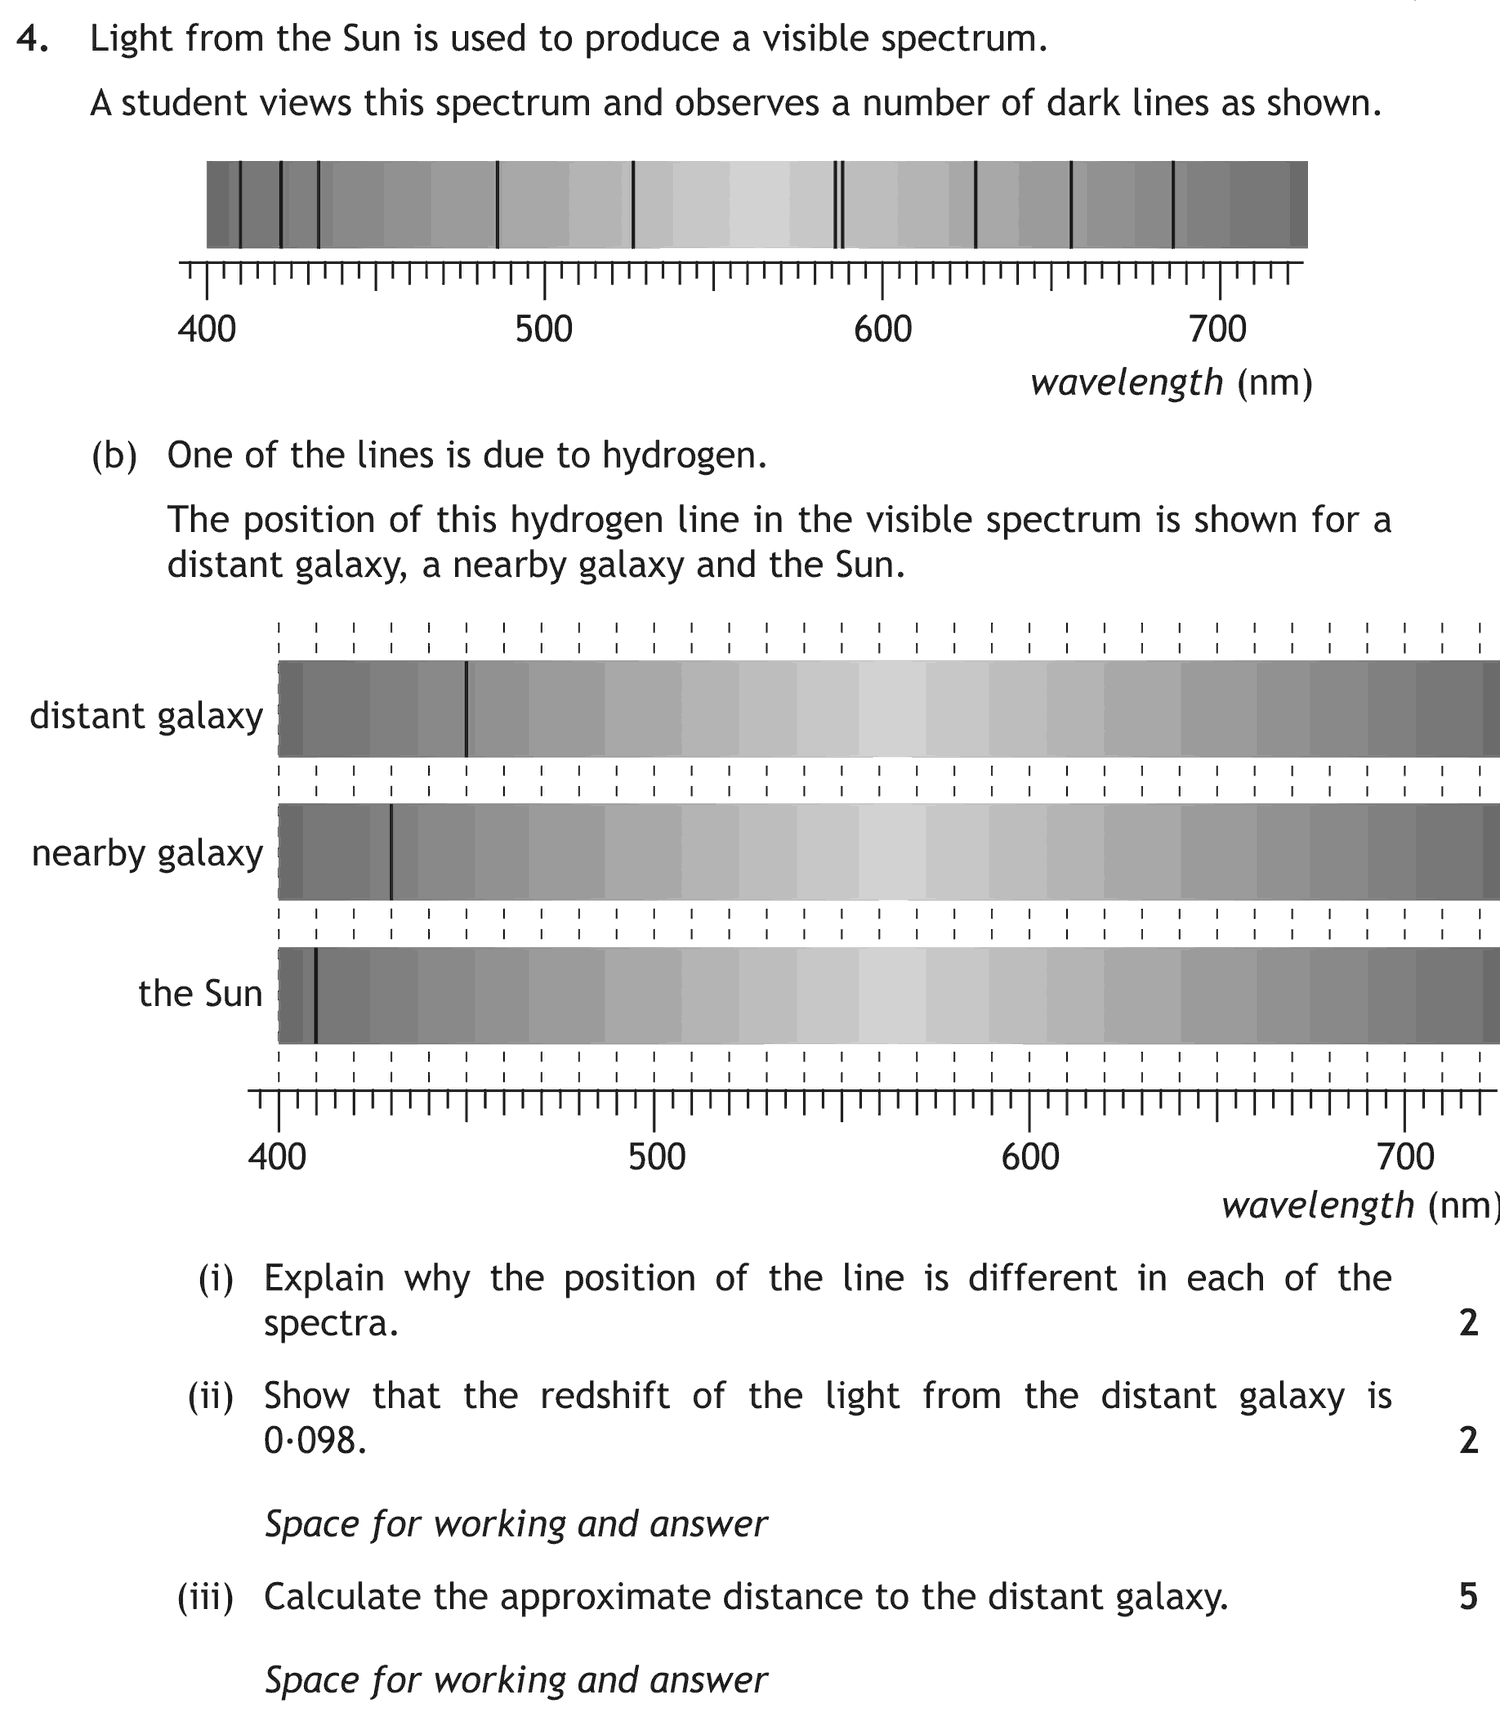 4. Light from the Sun is used to produce a visible spectrum.
A student views this spectrum and observes a number of dark lines as shown.
400 500 600 700
wavelength (nm)
(b) One of the lines is due to hydrogen.
The position of this hydrogen line in the visible spectrum is shown for a
distant galaxy, a nearby galaxy and the Sun.
distant galaxy
nearby galaxy
the Sun
400 500 600 700
wavelength (nm)
(i) Explain why the position of the line is different in each of the
spectra. 2
(ii) Show that the redshift of the light from the distant galaxy is
0·098. 2
Space for working and answer
(iii) Calculate the approximate distance to the distant galaxy. 5
Space for working and answer